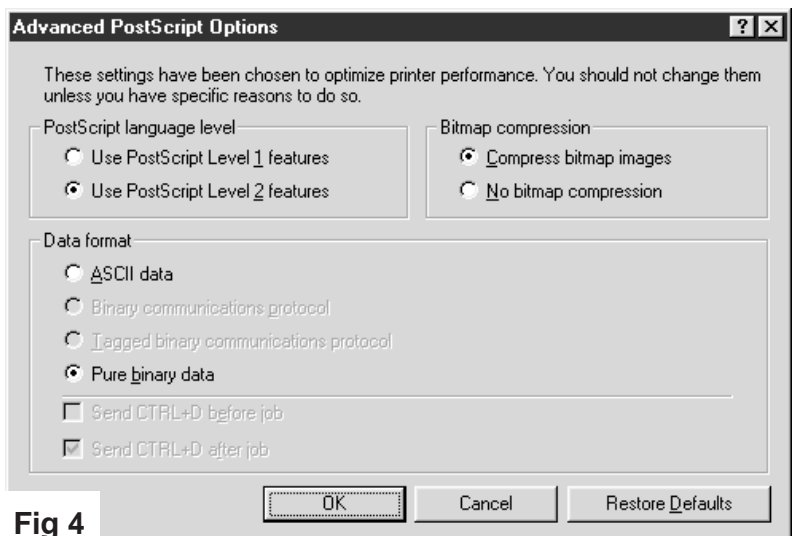 Advanced PostScript Options
These settings have been chosen to optimize printer performance. You should not change them
unless you have specific reasons to do so.
PostScript language level
Use PostScript Level 1 features
Use PostScript Level 2 features
Bitmap compression
Compress bitmap images
No bitmap compression
Data format
ASCII data
Binary communications protocol
Tagged binary communications protocol
Pure binary data
Send CTRL+D before job
Send CTRL+D after job
OK
Cancel
Restore Defaults
Fig 4